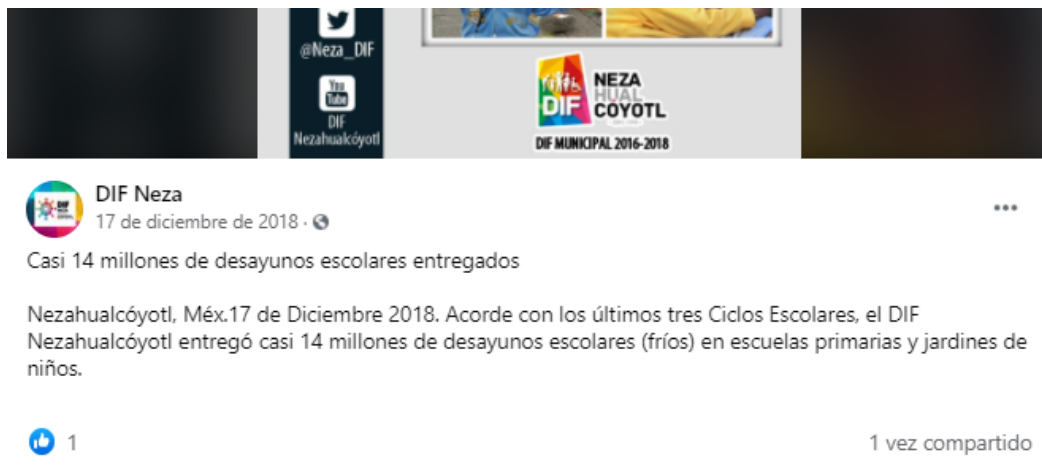 @Neza_DIF
You
Tube
DIF
Nezahualcóyotl
DIF
NEZA
HUAL
CÓYOTL
DIF MUNICIPAL 2016-2018
DIF Neza
17 de diciembre de 2018 ·
Casi 14 millones de desayunos escolares entregados
Nezahualcóyotl, Méx.17 de Diciembre 2018. Acorde con los últimos tres Ciclos Escolares, el DIF
Nezahualcóyotl entregó casi 14 millones de desayunos escolares (fríos) en escuelas primarias y jardines de
niños.
1
1 vez compartido